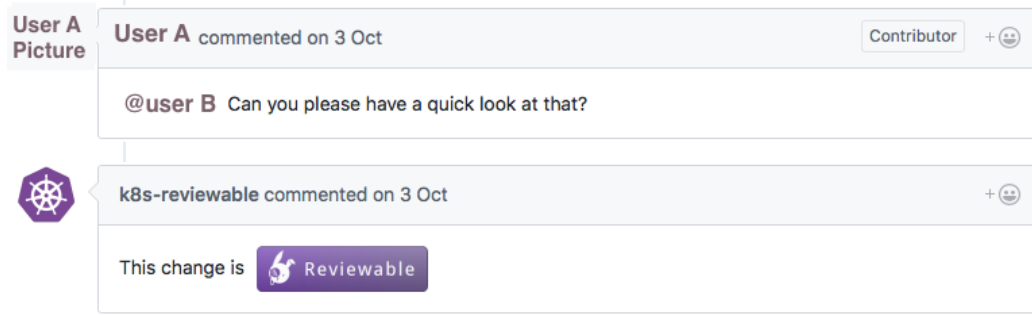 User A Picture
User A commented on 3 Oct Contributor
@user B Can you please have a quick look at that?
k8s-reviewable commented on 3 Oct
This change is Reviewable